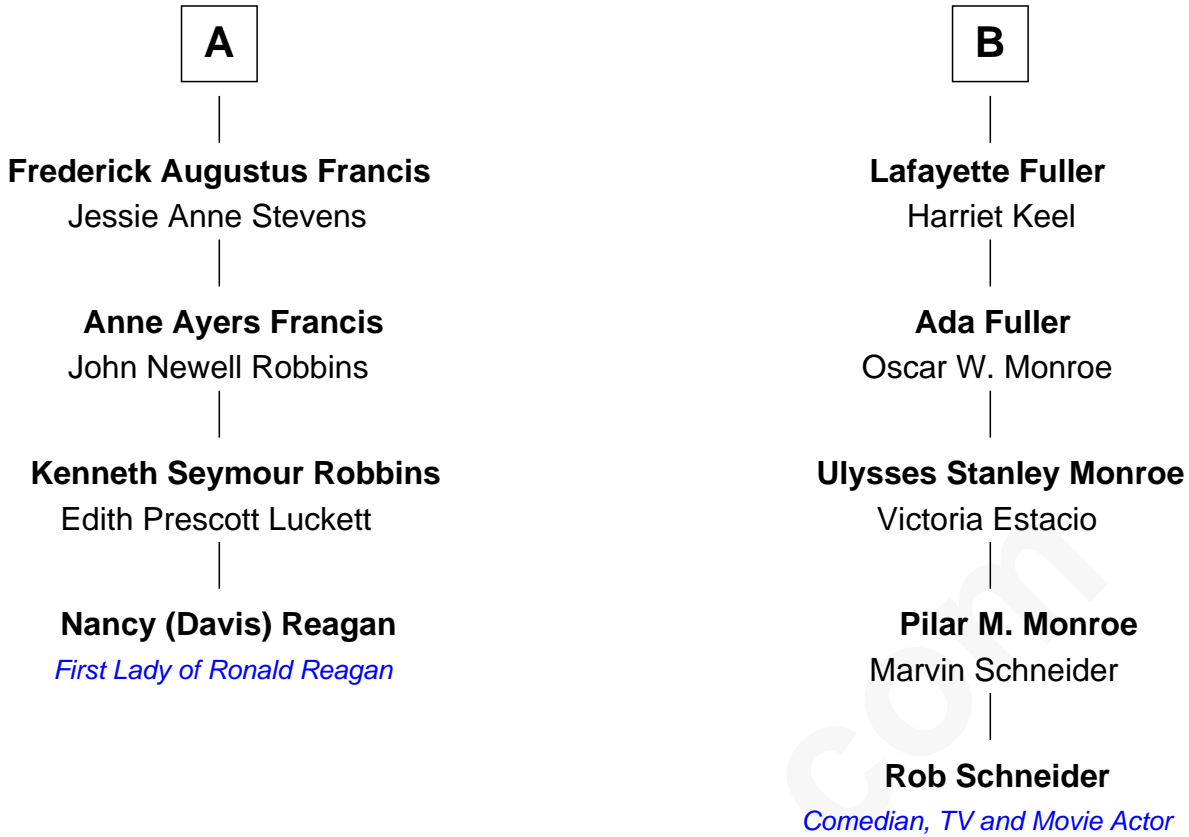 A
Frederick Augustus Francis
Jessie Anne Stevens
Anne Ayers Francis
John Newell Robbins
Kenneth Seymour Robbins
Edith Prescott Luckett
Nancy (Davis) Reagan
First Lady of Ronald Reagan
B
Lafayette Fuller
Harriet Keel
Ada Fuller
Oscar W. Monroe
Ulysses Stanley Monroe
Victoria Estacio
Pilar M. Monroe
Marvin Schneider
Rob Schneider
Comedian, TV and Movie Actor
com